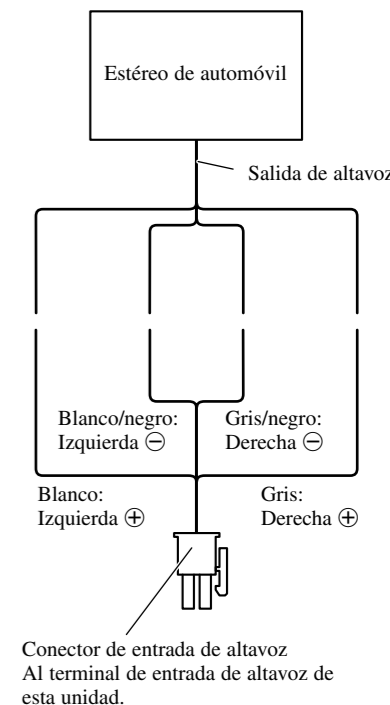 Estéreo de automóvil
Salida de altavoz
Blanco/negro:
Izquierda ⊖
Gris/negro:
Derecha ⊖
Blanco:
Izquierda ⊕
Gris:
Derecha ⊕
Conector de entrada de altavoz
Al terminal de entrada de altavoz de
esta unidad.